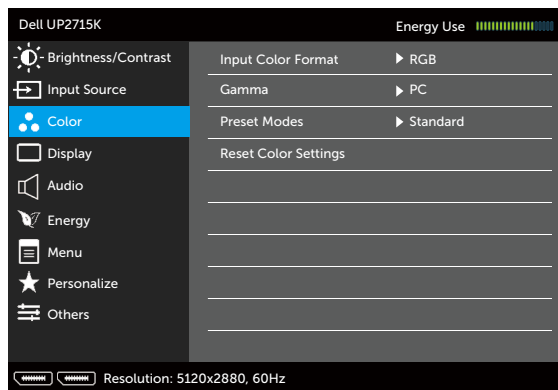 Dell UP2715K Energy Use
Brightness/Contrast Input Color Format RGB
Input Source Gamma PC
Color Preset Modes Standard
Display Reset Color Settings
Audio
Energy
Menu
Personalize
Others
Resolution: 5120x2880, 60Hz